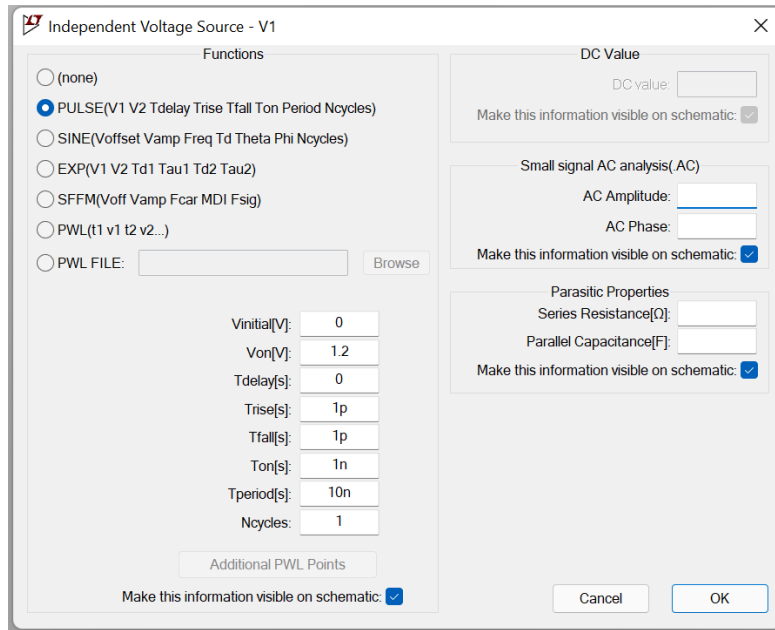 Independent Voltage Source - V1
Functions
(none)
PULSE(V1 V2 Tdelay Trise Tfall Ton Period Ncycles)
SINE(Voffset Vamp Freq Td Theta Phi Ncycles)
EXP(V1 V2 Td1 Tau1 Td2 Tau2)
SFFM(Voff Vamp Fcar MDI Fsig)
PWL(t1 v1 t2 v2...)
PWL FILE: Browse
Vinitial[V]: 0
Von[V]: 1.2
Tdelay[s]: 0
Trise[s]: 1p
Tfall[s]: 1p
Ton[s]: 1n
Tperiod[s]: 10n
Ncycles: 1
Additional PWL Points
Make this information visible on schematic:
DC Value
DC value:
Make this information visible on schematic:
Small signal AC analysis(.AC)
AC Amplitude:
AC Phase:
Make this information visible on schematic:
Parasitic Properties
Series Resistance[Ω]:
Parallel Capacitance[F]:
Make this information visible on schematic:
Cancel OK